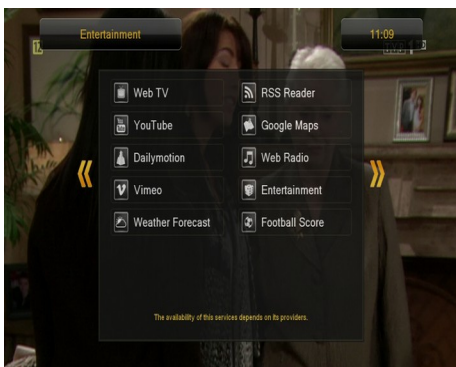 Entertainment
11:09
Web TV
RSS Reader
YouTube
Google Maps
Dailymotion
Web Radio
Vimeo
Entertainment
Weather Forecast
Football Score
The availability of this services depends on its providers.